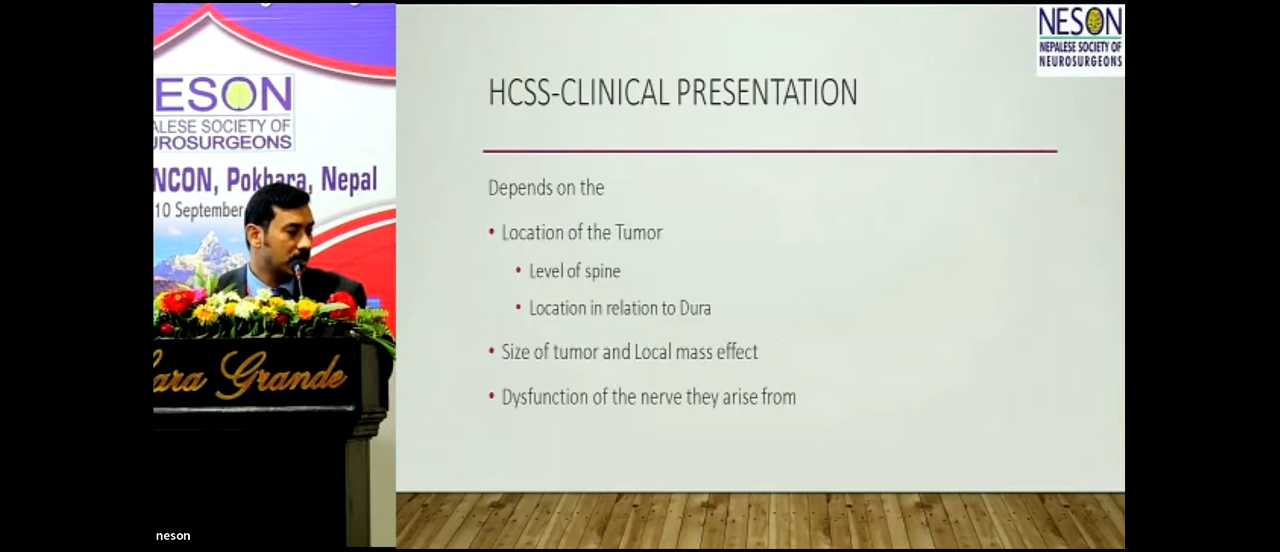 ESON
ALESE SOCIETY OF
UROSURGEONS
NCON, Pokhara, Nepal
10 September
ara Grande
neson
NESON
NEPALESE SOCIETY OF
NEUROSURGEONS
HCSS-CLINICAL PRESENTATION
Depends on the
• Location of the Tumor
• Level of spine
• Location in relation to Dura
• Size of tumor and Local mass effect
• Dysfunction of the nerve they arise from